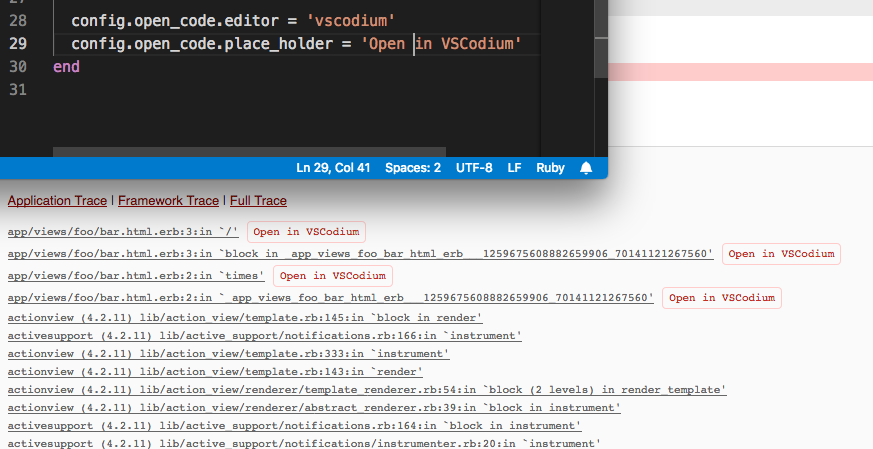 28 config.open_code.editor = 'vscodium'
29 config.open_code.place_holder = 'Open in VSCodium'
30 end
31
Ln 29, Col 41 Spaces: 2 UTF-8 LF Ruby
Application Trace | Framework Trace | Full Trace
app/views/foo/bar.html.erb:3:in `/' Open in VSCodium
app/views/foo/bar.html.erb:3:in `block in _app_views_foo_bar_html_erb___1259675608882659906_70141121267560' Open in VSCodium
app/views/foo/bar.html.erb:2:in `times' Open in VSCodium
app/views/foo/bar.html.erb:2:in `_app_views_foo_bar_html_erb___1259675608882659906_70141121267560' Open in VSCodium
actionview (4.2.11) lib/action_view/template.rb:145:in `block in render'
activesupport (4.2.11) lib/active_support/notifications.rb:166:in `instrument'
actionview (4.2.11) lib/action_view/template.rb:333:in `instrument'
actionview (4.2.11) lib/action_view/template.rb:143:in `render'
actionview (4.2.11) lib/action_view/renderer/template_renderer.rb:54:in `block (2 levels) in render_template'
actionview (4.2.11) lib/action_view/renderer/abstract_renderer.rb:39:in `block in instrument'
activesupport (4.2.11) lib/active_support/notifications.rb:164:in `block in instrument'
activesupport (4.2.11) lib/active_support/notifications/instrumenter.rb:20:in `instrument'